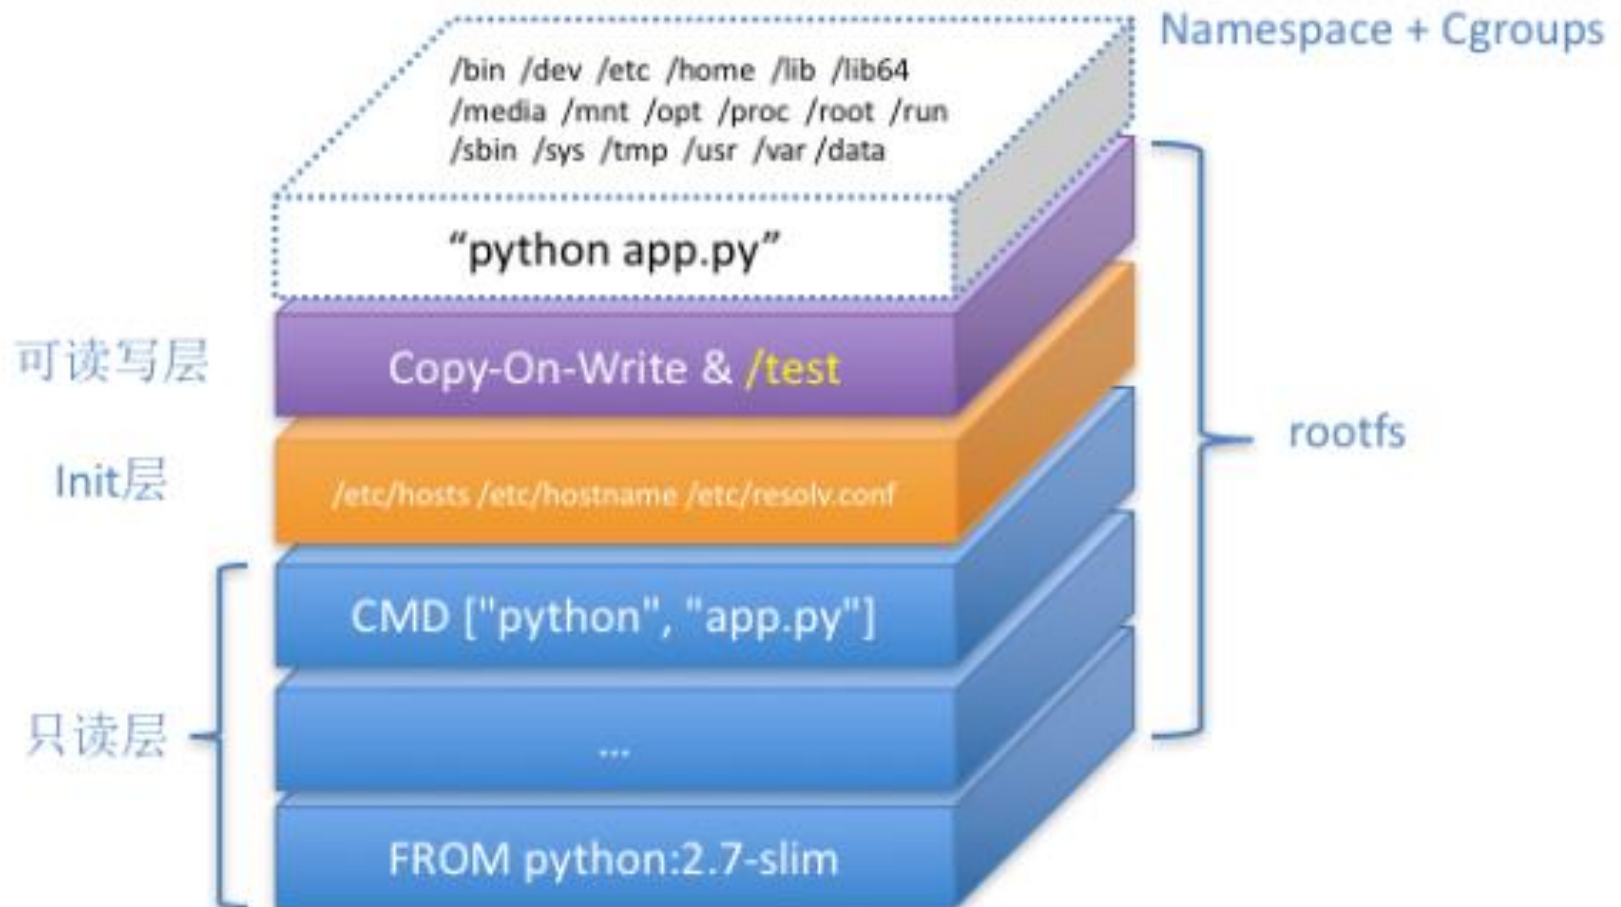 Namespace + Cgroups
/bin /dev /etc /home /lib /lib64
/media /mnt /opt /proc /root /run
/sbin /sys /tmp /usr /var /data
“python app.py”
可读写层
Copy-On-Write & /test
rootfs
Init层
/etc/hosts /etc/hostname /etc/resolv.conf
CMD ["python", "app.py"]
只读层
...
FROM python:2.7-slim